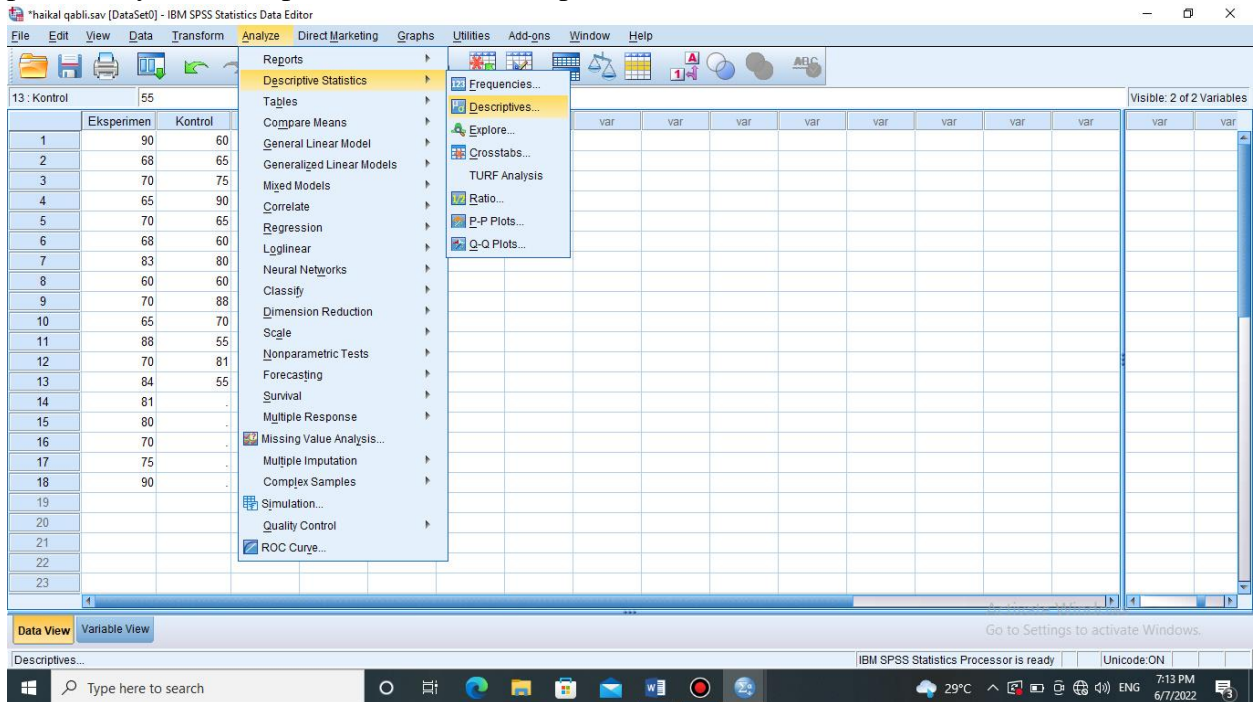 *haikal qabli.sav [DataSet0] - IBM SPSS Statistics Data Editor
File Edit View Data Transform Analyze Direct Marketing Graphs Utilities Add-ons Window Help
13 : Kontrol 55
Visible: 2 of 2 Variables
Eksperimen Kontrol var var var var var var var var var var
1 90 60
2 68 65
3 70 75
4 65 90
5 70 65
6 68 60
7 83 80
8 60 60
9 70 88
10 65 70
11 88 55
12 70 81
13 84 55
14 81 .
15 80 .
16 70 .
17 75 .
18 90 .
19
20
21
22
23
Reports
Descriptive Statistics
Tables
Compare Means
General Linear Model
Generalized Linear Models
Mixed Models
Correlate
Regression
Loglinear
Neural Networks
Classify
Dimension Reduction
Scale
Nonparametric Tests
Forecasting
Survival
Multiple Response
Missing Value Analysis...
Multiple Imputation
Complex Samples
Simulation...
Quality Control
ROC Curve...
Frequencies...
Descriptives...
Explore...
Crosstabs...
TURF Analysis
Ratio...
P-P Plots...
Q-Q Plots...
Data View Variable View
Go to Settings to activate Windows.
Descriptives...
IBM SPSS Statistics Processor is ready Unicode:ON
Type here to search
29°C ENG 7:13 PM
6/7/2022